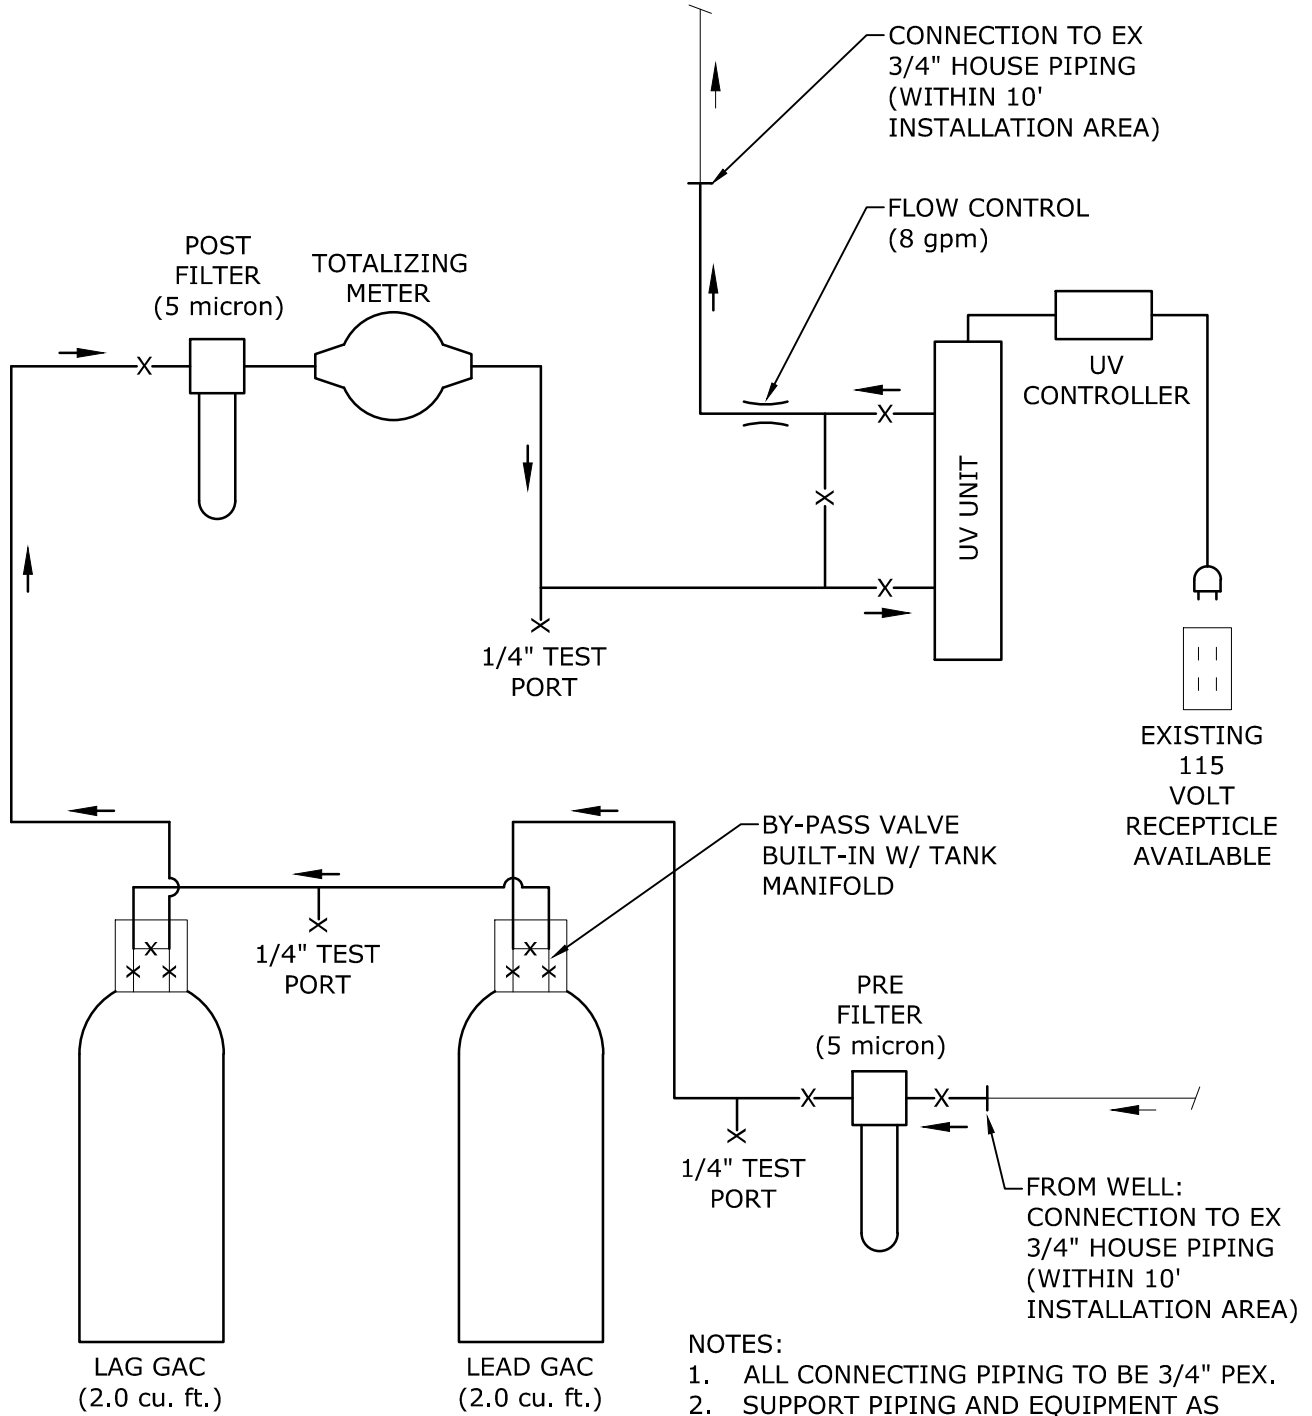 CONNECTION TO EX
3/4" HOUSE PIPING
(WITHIN 10'
INSTALLATION AREA)
FLOW CONTROL
(8 gpm)
POST
FILTER
(5 micron)
TOTALIZING
METER
X
UV
CONTROLLER
X
X
UV UNIT
X
X
1/4" TEST
PORT
EXISTING
115
VOLT
RECEPTICLE
AVAILABLE
BY-PASS VALVE
BUILT-IN W/ TANK
MANIFOLD
X
1/4" TEST
PORT
X
X X
X
X X
PRE
FILTER
(5 micron)
X
X
X
1/4" TEST
PORT
FROM WELL:
CONNECTION TO EX
3/4" HOUSE PIPING
(WITHIN 10'
INSTALLATION AREA)
LAG GAC
(2.0 cu. ft.)
LEAD GAC
(2.0 cu. ft.)
NOTES:
1. ALL CONNECTING PIPING TO BE 3/4" PEX.
2. SUPPORT PIPING AND EQUIPMENT AS